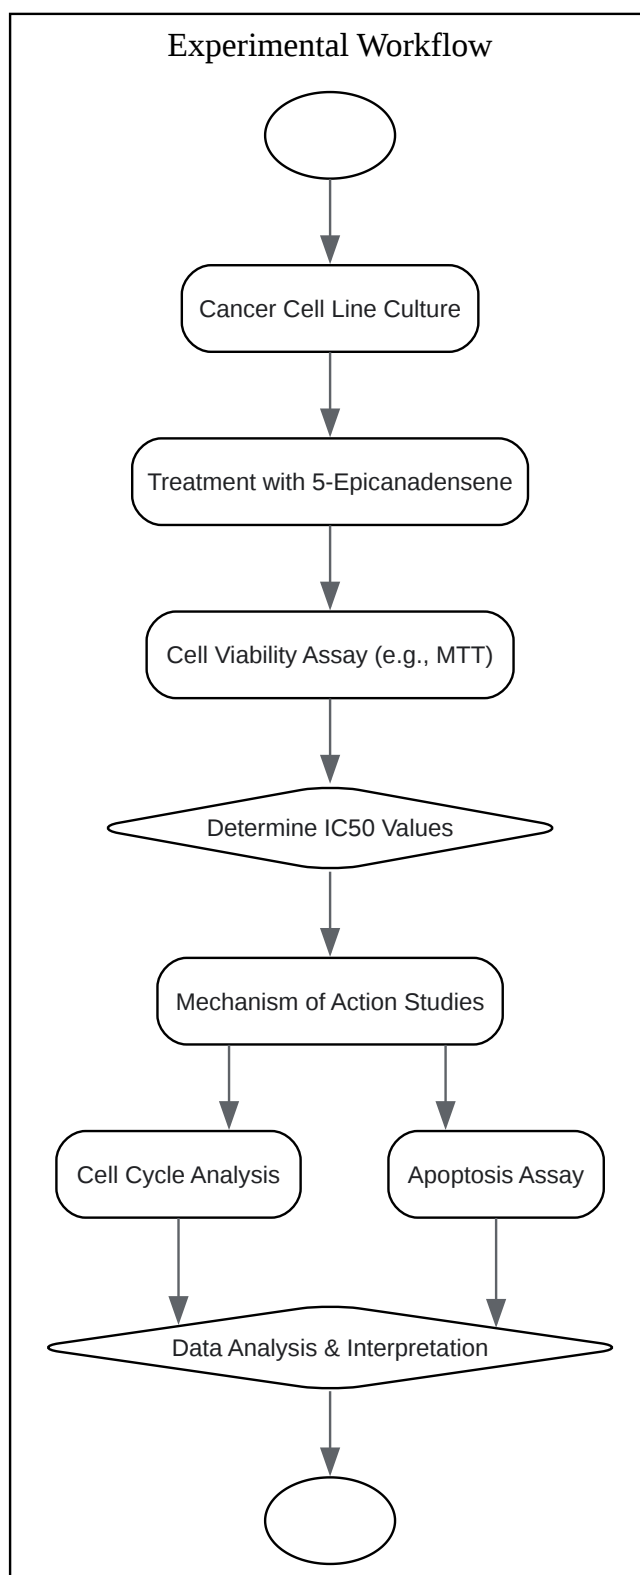 Experimental Workflow
Cancer Cell Line Culture
Treatment with 5-Epicanadensene
Cell Viability Assay (e.g., MTT)
Determine IC50 Values
Mechanism of Action Studies
Cell Cycle Analysis
Apoptosis Assay
Data Analysis & Interpretation